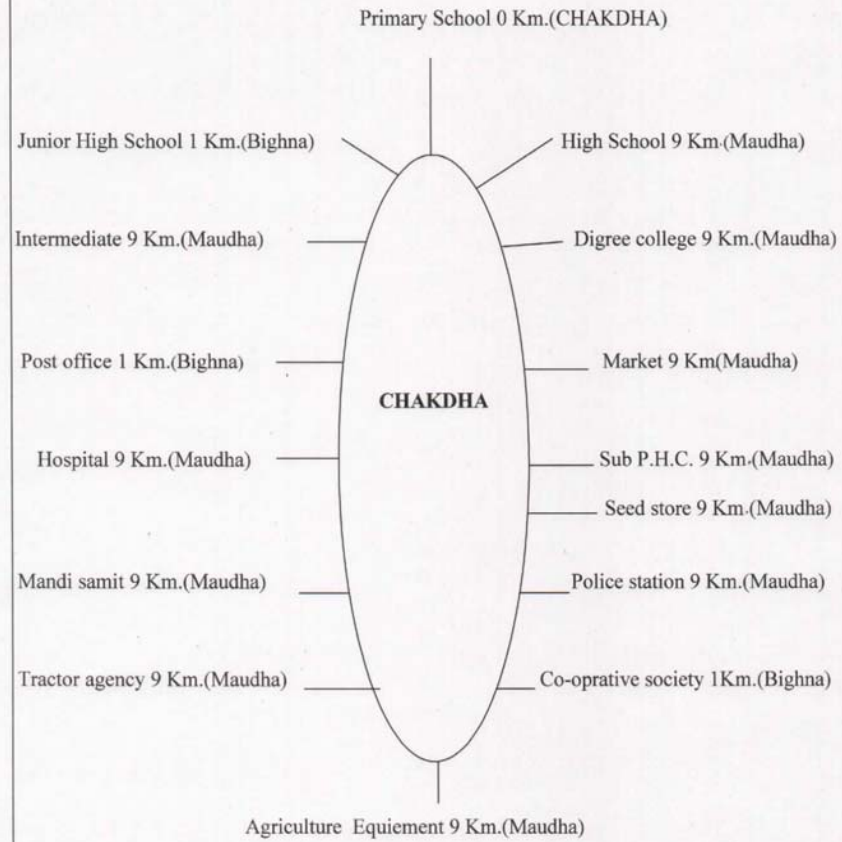 Primary School 0 Km.(CHAKDHA)
Junior High School 1 Km.(Bighna)
High School 9 Km.(Maudha)
Intermediate 9 Km.(Maudha)
Digree college 9 Km.(Maudha)
Post office 1 Km.(Bighna)
Market 9 Km(Maudha)
CHAKDHA
Hospital 9 Km.(Maudha)
Sub P.H.C. 9 Km.(Maudha)
Seed store 9 Km.(Maudha)
Mandi samit 9 Km.(Maudha)
Police station 9 Km.(Maudha)
Tractor agency 9 Km.(Maudha)
Co-oprative society 1Km.(Bighna)
Agriculture Equiement 9 Km.(Maudha)